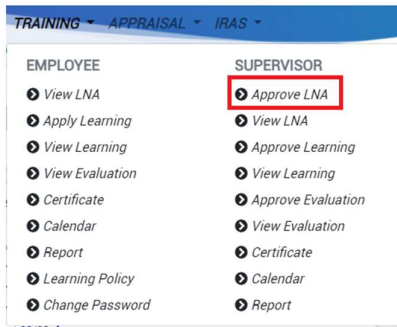 TRAINING APPRAISAL IRAS
EMPLOYEE
View LNA
Apply Learning
View Learning
View Evaluation
Certificate
Calendar
Report
Learning Policy
Change Password
SUPERVISOR
Approve LNA
View LNA
Approve Learning
View Learning
Approve Evaluation
View Evaluation
Certificate
Calendar
Report